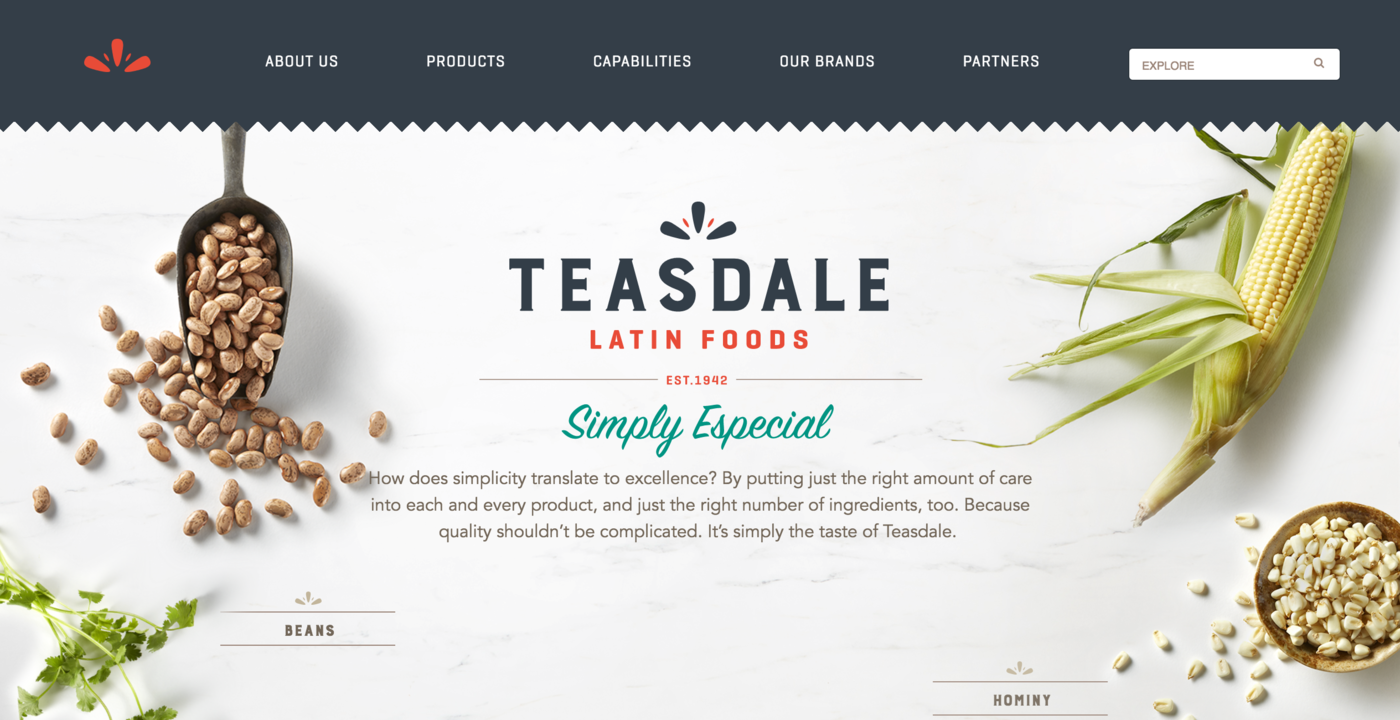 ABOUT US
PRODUCTS
CAPABILITIES
OUR BRANDS
PARTNERS
EXPLORE
TEASDALE
LATIN FOODS
EST.1942
Simply Especial
How does simplicity translate to excellence? By putting just the right amount of care
into each and every product, and just the right number of ingredients, too. Because
quality shouldn’t be complicated. It’s simply the taste of Teasdale.
BEANS
HOMINY